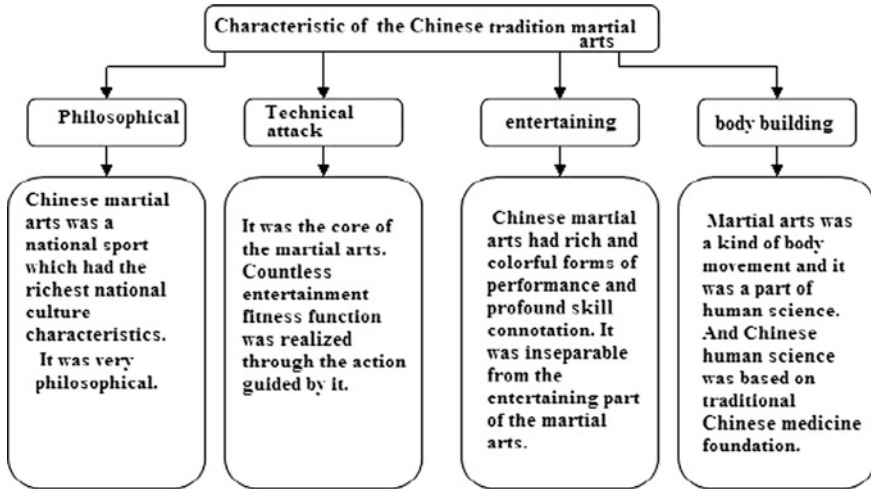 Characteristic of the Chinese tradition martial
arts
Philosophical
Technical
attack
entertaining
body building
Chinese martial
arts was a
national sport
which had the
richest national
culture
characteristics.
It was very
philosophical.
It was the core of
the martial arts.
Countless
entertainment
fitness function
was realized
through the action
guided by it.
Chinese martial
arts had rich and
colorful forms of
performance and
profound skill
connotation. It
was inseparable
from the
entertaining part
of the martial
arts.
Martial arts was
a kind of body
movement and it
was a part of
human science.
And Chinese
human science
was based on
traditional
Chinese medicine
foundation.